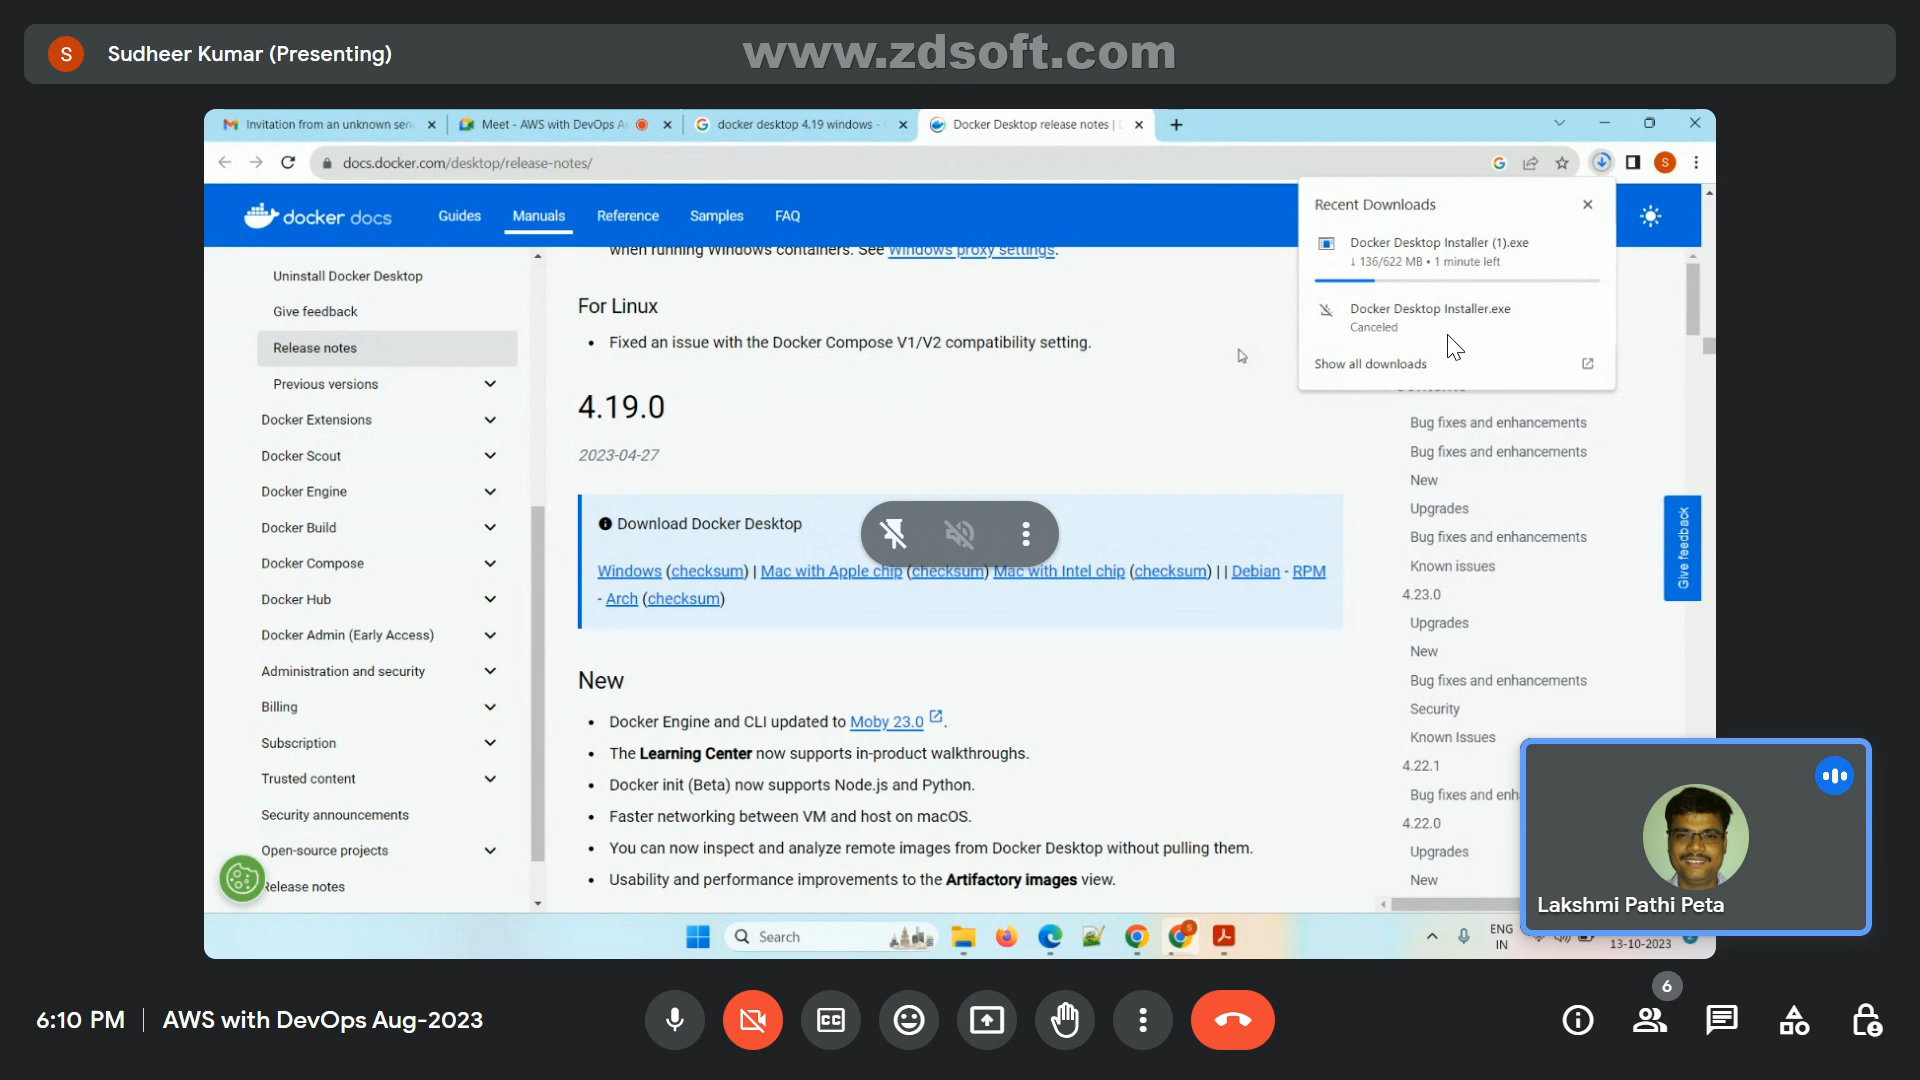 S Sudheer Kumar (Presenting)
www.zdsoft.com
Invitation from an unknown sen
Meet - AWS with DevOps A
docker desktop 4.19 windows -
Docker Desktop release notes |
docs.docker.com/desktop/release-notes/
S
docker docs
Guides
Manuals
Reference
Samples
FAQ
Recent Downloads
Docker Desktop Installer (1).exe
↓ 136/622 MB • 1 minute left
Docker Desktop Installer.exe
Canceled
Show all downloads
Uninstall Docker Desktop
Give feedback
Release notes
Previous versions
Docker Extensions
Docker Scout
Docker Engine
Docker Build
Docker Compose
Docker Hub
Docker Admin (Early Access)
Administration and security
Billing
Subscription
Trusted content
Security announcements
Open-source projects
Release notes
when running Windows containers. See Windows proxy settings.
For Linux
• Fixed an issue with the Docker Compose V1/V2 compatibility setting.
4.19.0
2023-04-27
Download Docker Desktop
Windows (checksum) | Mac with Apple chip (checksum) Mac with Intel chip (checksum) | | Debian - RPM
- Arch (checksum)
New
• Docker Engine and CLI updated to Moby 23.0.
• The Learning Center now supports in-product walkthroughs.
• Docker init (Beta) now supports Node.js and Python.
• Faster networking between VM and host on macOS.
• You can now inspect and analyze remote images from Docker Desktop without pulling them.
• Usability and performance improvements to the Artifactory images view.
Bug fixes and enhancements
Bug fixes and enhancements
New
Upgrades
Bug fixes and enhancements
Known issues
4.23.0
Upgrades
New
Bug fixes and enhancements
Security
Known Issues
4.22.1
Bug fixes and enh
4.22.0
Upgrades
New
Give feedback
Lakshmi Pathi Peta
Search
ENG
IN
13-10-2023
6:10 PM
AWS with DevOps Aug-2023
CC
6